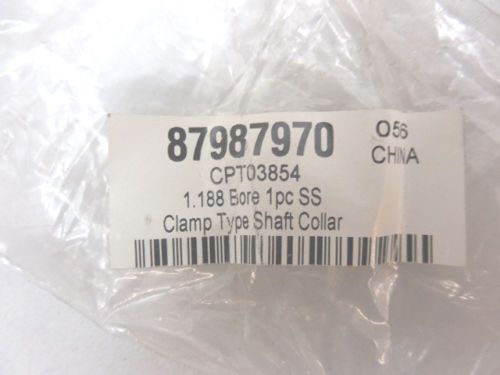 87987970
O56
CHINA
CPT03854
1.188 Bore 1pc SS
Clamp Type Shaft Collar